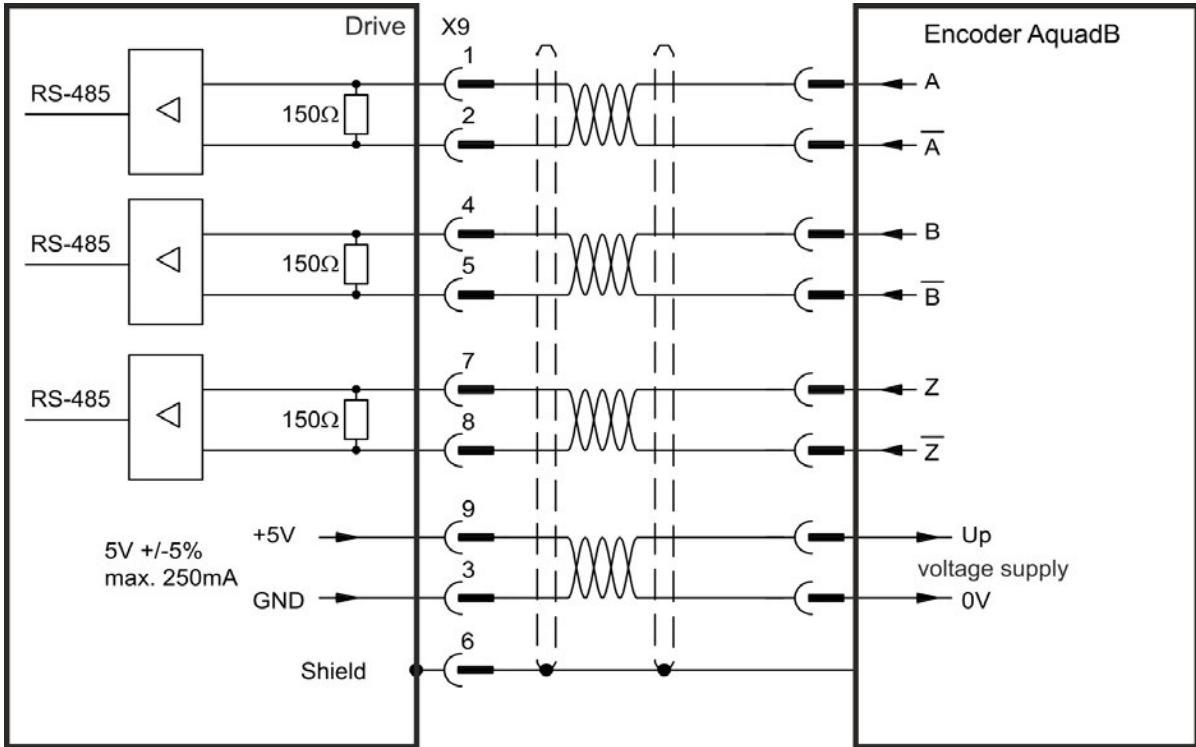 Drive X9 Encoder AquadB
1
RS-485 A
150Ω
2
A̅
4
RS-485 B
150Ω
5
B̅
7
RS-485 Z
150Ω
8
Z̅
9
+5V Up
5V +/-5%
voltage supply
max. 250mA
3
GND 0V
6
Shield